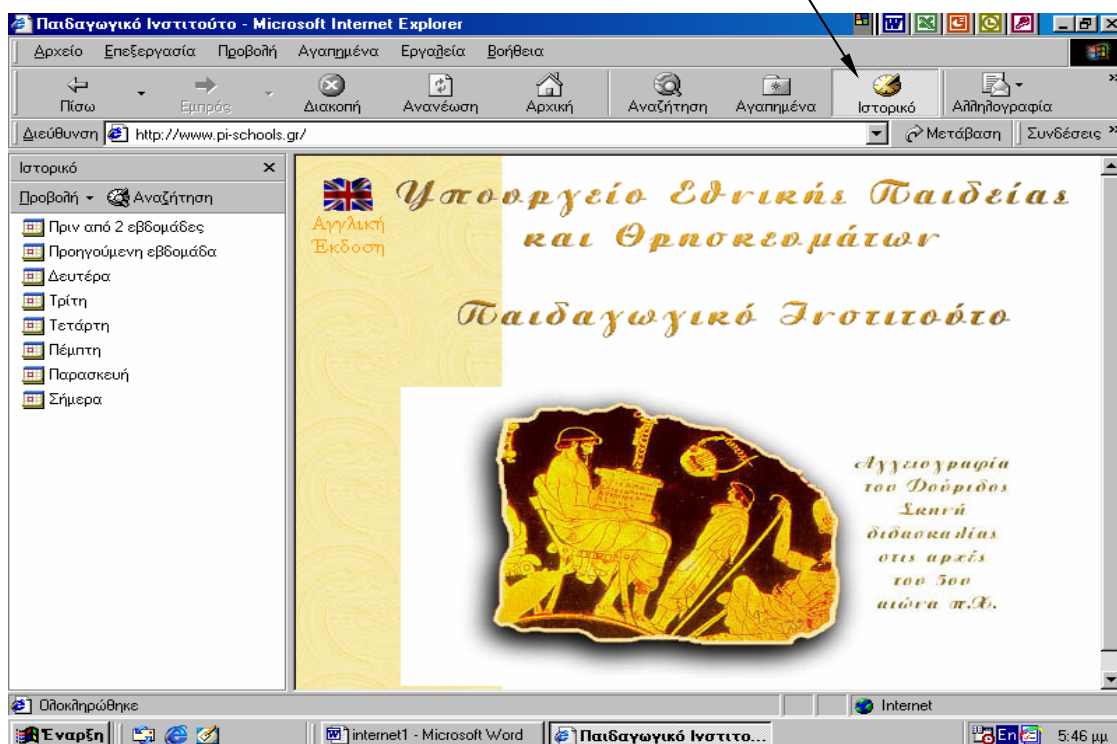 Παιδαγωγικό Ινστιτούτο - Microsoft Internet Explorer
Αρχείο Επεξεργασία Προβολή Αγαπημένα Εργαλεία Βοήθεια
Πίσω Εμπρός Διακοπή Ανανέωση Αρχική Αναζήτηση Αγαπημένα Ιστορικό Αλληλογραφία
Διεύθυνση http://www.pi-schools.gr/ Μετάβαση Συνδέσεις
Ιστορικό
Προβολή Αναζήτηση
Πριν από 2 εβδομάδες
Προηγούμενη εβδομάδα
Δευτέρα
Τρίτη
Τετάρτη
Πέμπτη
Παρασκευή
Σήμερα
Αγγλική
Έκδοση
Υπουργείο Εθνικής Παιδείας
και Θρησκευμάτων
Παιδαγωγικό Ινστιτούτο
Αγγειογραφία
του Δούριδος
Σκηνή
διδασκαλίας
στις αρχές
του 5ου
αιώνα π.Χ.
Ολοκληρώθηκε Internet
Έναρξη internet1 - Microsoft Word Παιδαγωγικό Ινστιτο... En 5:46 μμ